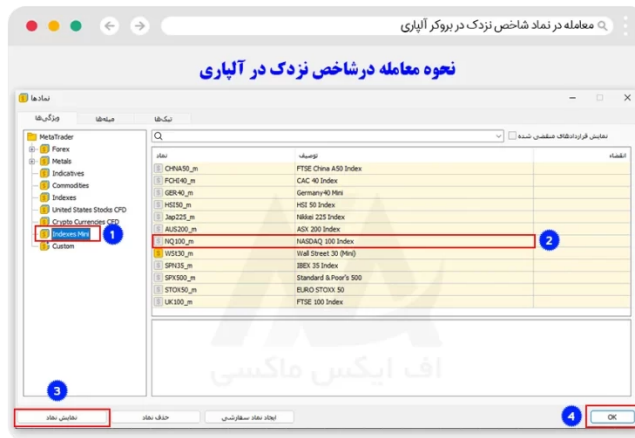 معامله در نماد شاخص نزدک در بروکر آلپاری
نحوه معامله درشاخص نزدک در آلپاری
نمادها
ویژگی‌ها میله‌ها تیک‌ها
MetaTrader
Forex
Metals
Indicatives
Commodities
Indexes
United States Stocks CFD
Crypto Currencies CFD
Indexes Mini
Custom
1
نمایش قراردادهای منقضی شده
نماد توصیف انقضاء
CHNA50_m FTSE China A50 Index
FCHI40_m CAC 40 Index
GER40_m Germany40 Mini
HSI50_m HSI 50 Index
Jap225_m Nikkei 225 Index
AUS200_m ASX 200 Index
NQ100_m NASDAQ 100 Index
2
WSt30_m Wall Street 30 (Mini)
SPN35_m IBEX 35 Index
SPX500_m Standard & Poor's 500
STOX50_m EURO STOXX 50
UK100_m FTSE 100 Index
اف ایکس ماکسی
3
نمایش نماد حذف نماد ایجاد نماد سفارشی
4
OK